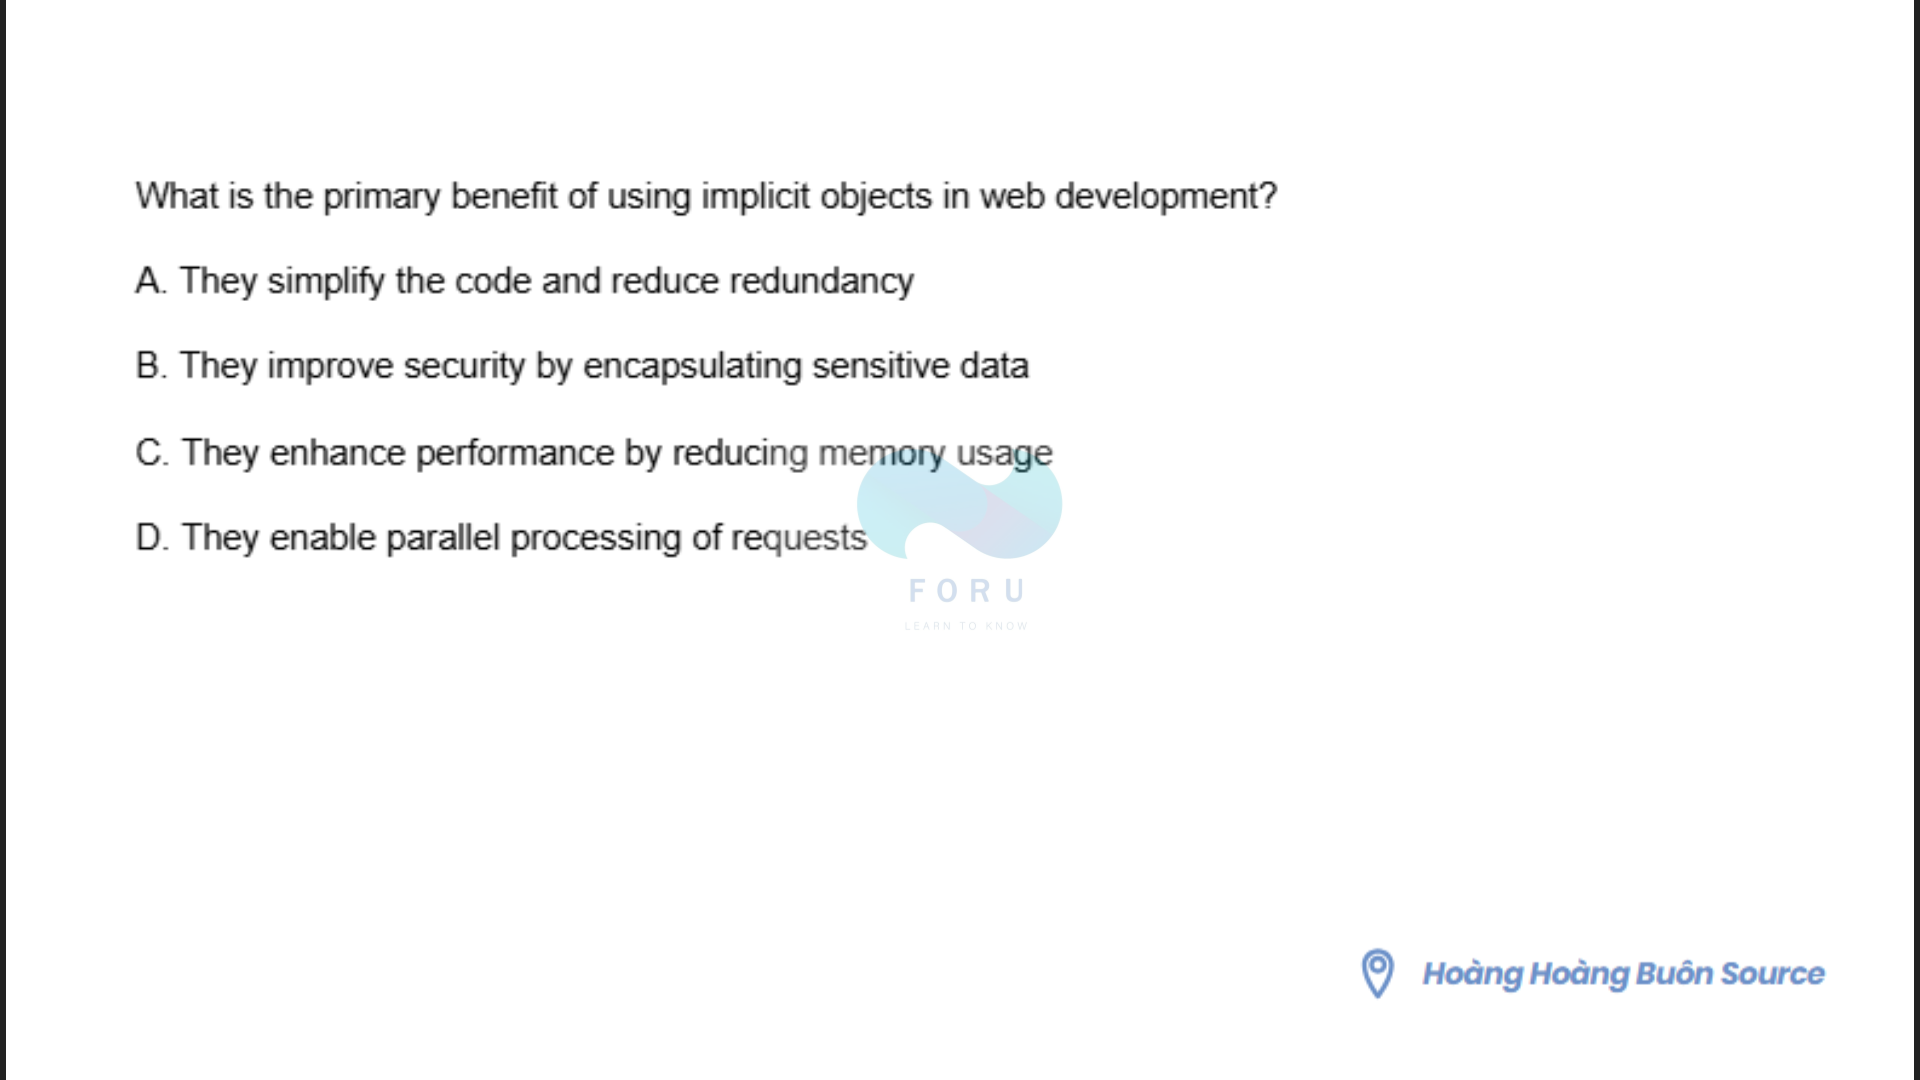 What is the primary benefit of using implicit objects in web development?
A. They simplify the code and reduce redundancy
B. They improve security by encapsulating sensitive data
C. They enhance performance by reducing memory usage
D. They enable parallel processing of requests
FORU
LEARN TO KNOW
Hoàng Hoàng Buôn Source